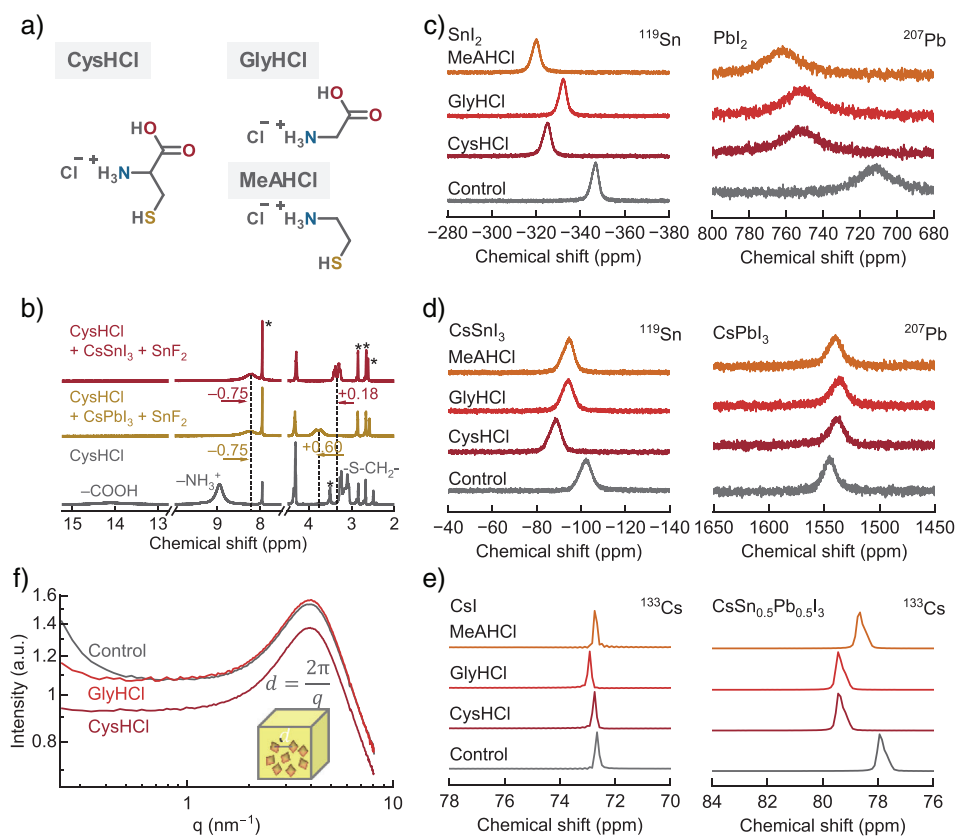 a)
CysHCl
GlyHCl
HO
O
Cl⁻ ⁺H₃N
SH
HO
O
Cl⁻ ⁺H₃N
MeAHCl
Cl⁻ ⁺H₃N
HS
b)
CysHCl
+ CsSnI₃ + SnF₂
*
* *
*
−0.75
+0.18
CysHCl
+ CsPbI₃ + SnF₂
−0.75
+0.60
CysHCl
−COOH
−NH₃⁺
*
-S-CH₂-
15 14 13 9 8 4 3 2
Chemical shift (ppm)
c)
SnI₂
¹¹⁹Sn
MeAHCl
GlyHCl
CysHCl
Control
−280 −300 −320 −340 −360 −380
Chemical shift (ppm)
PbI₂
²⁰⁷Pb
800 780 760 740 720 700 680
Chemical shift (ppm)
d)
CsSnI₃
¹¹⁹Sn
MeAHCl
GlyHCl
CysHCl
Control
−40 −60 −80 −100 −120 −140
Chemical shift (ppm)
CsPbI₃
²⁰⁷Pb
1650 1600 1550 1500 1450
Chemical shift (ppm)
e)
CsI
¹³³Cs
MeAHCl
GlyHCl
CysHCl
Control
78 76 74 72 70
Chemical shift (ppm)
CsSn₀.₅Pb₀.₅I₃
¹³³Cs
84 82 80 78 76
Chemical shift (ppm)
f)
Intensity (a.u.)
1.6
1.4
1.2
1
0.8
Control
GlyHCl
CysHCl
d = 2π/q
1 10
q (nm⁻¹)